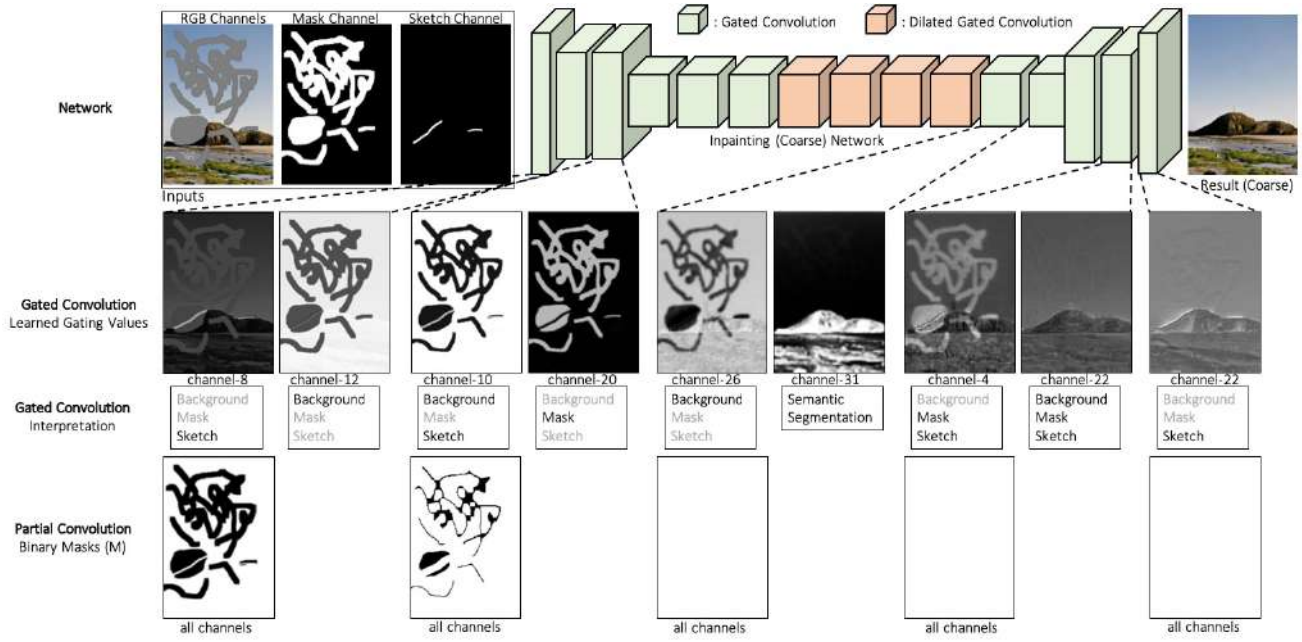 RGB Channels
Mask Channel
Sketch Channel
: Gated Convolution
: Dilated Gated Convolution
Network
Inpainting (Coarse) Network
Inputs
Result (Coarse)
Gated Convolution
Learned Gating Values
channel-8
channel-12
channel-10
channel-20
channel-26
channel-31
channel-4
channel-22
channel-22
Gated Convolution
Interpretation
Background
Mask
Sketch
Background
Mask
Sketch
Background
Mask
Sketch
Background
Mask
Sketch
Background
Mask
Sketch
Semantic
Segmentation
Background
Mask
Sketch
Background
Mask
Sketch
Background
Mask
Sketch
Partial Convolution
Binary Masks (M)
all channels
all channels
all channels
all channels
all channels